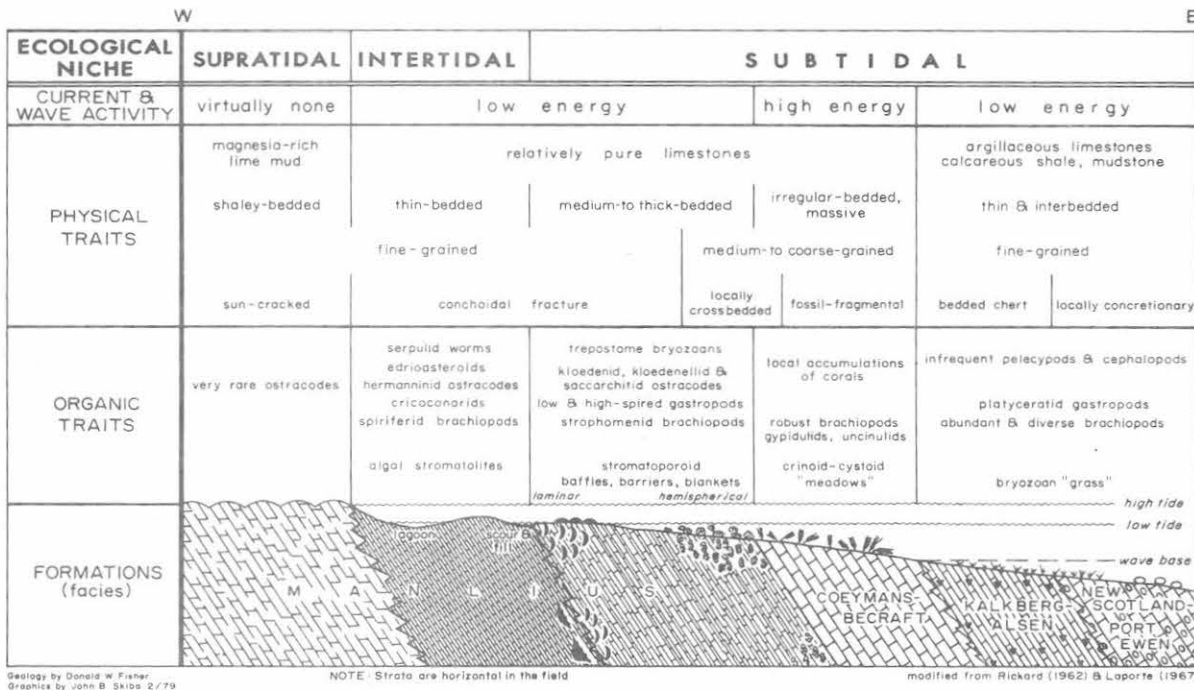 W
E
ECOLOGICAL NICHE
SUPRATIDAL
INTERTIDAL
SUBTIDAL
CURRENT & WAVE ACTIVITY
virtually none
low energy
high energy
low energy
PHYSICAL TRAITS
magnesia-rich
lime mud
relatively pure limestones
argillaceous limestones
calcareous shale, mudstone
shaley-bedded
thin-bedded
medium-to thick-bedded
irregular-bedded,
massive
thin & interbedded
fine-grained
medium-to coarse-grained
fine-grained
sun-cracked
conchoidal fracture
locally
crossbedded
fossil-fragmental
bedded chert
locally concretionary
ORGANIC TRAITS
very rare ostracodes
serpulid worms
edrioasteroids
hermanninid ostracodes
cricoconarids
spiriferid brachiopods
algal stromatolites
trepostome bryozoans
kloedenid, kloedenellid &
saccarchitid ostracodes
low & high-spired gastropods
strophomenid brachiopods
stromatoporoid
baffles, barriers, blankets
laminar
hemispherical
local accumulations
of corals
robust brachiopods
gypidulids, uncinulids
crinoid-cystoid
"meadows"
infrequent pelecypods & cephalopods
platyceratid gastropods
abundant & diverse brachiopods
bryozoan "grass"
high tide
low tide
wave base
FORMATIONS
(facies)
lagoon
scour &
fill
MANLIUS
COEYMANS-
BECRAFT
KALKBERG-
ALSEN
NEW
SCOTLAND-
PORT
EWEN
Geology by Donald W. Fisher
Graphics by John B. Skiba 2/79
NOTE: Strata are horizontal in the field
modified from Rickard (1962) & Laporte (1967)